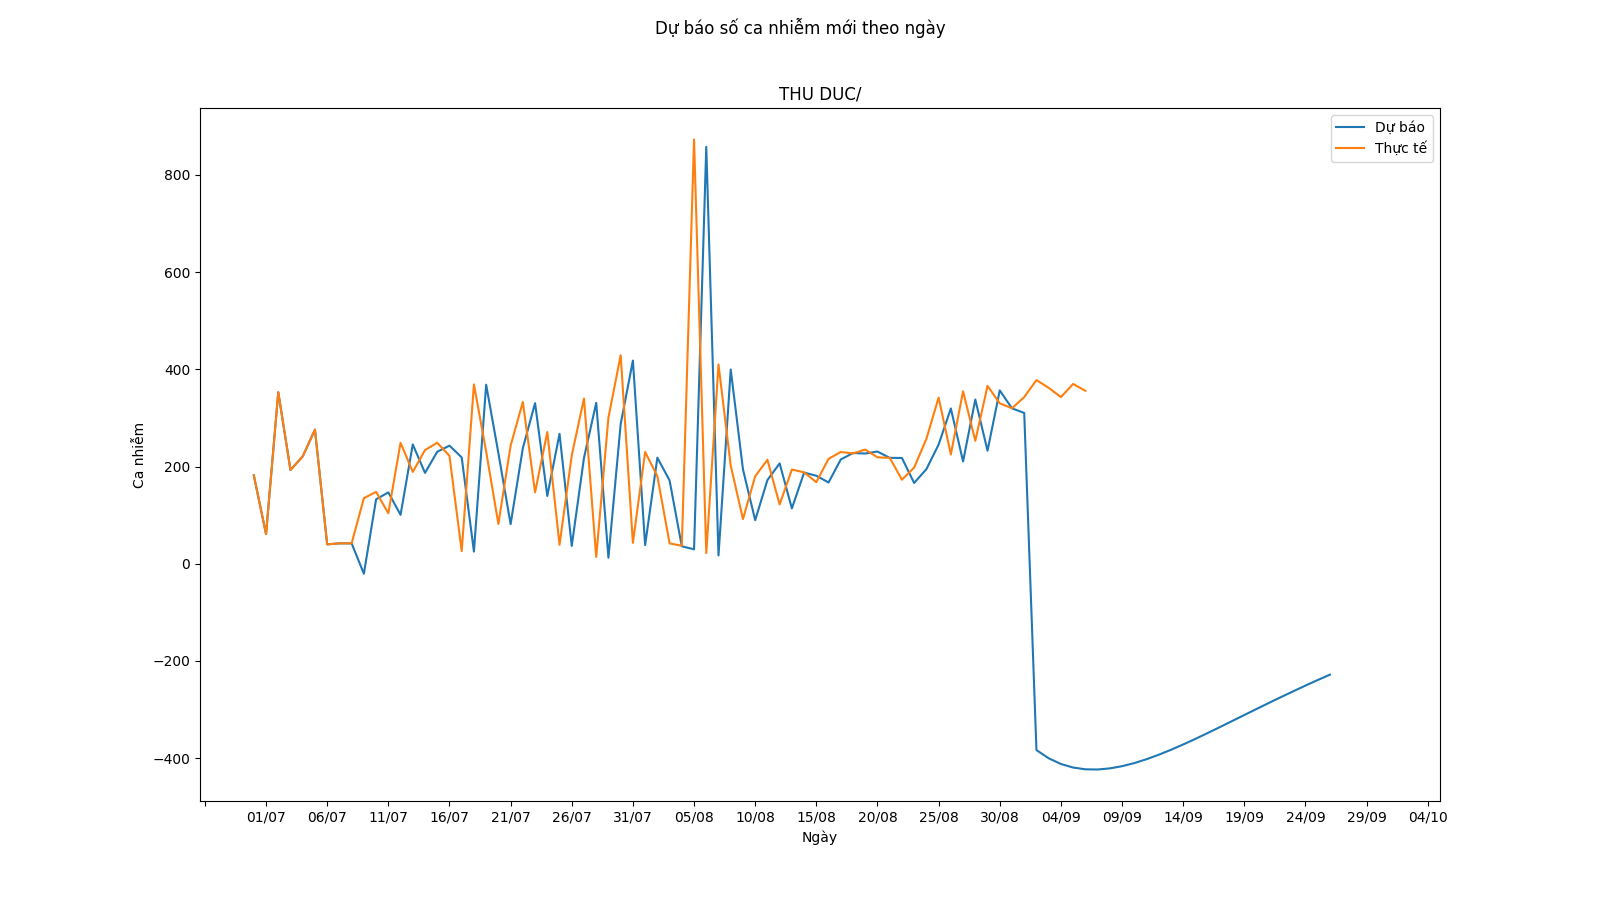 Dự báo số ca nhiễm mới theo ngày
THU DUC/
Dự báo
Thực tế
800
600
400
200
0
−200
−400
Ca nhiễm
01/07 06/07 11/07 16/07 21/07 26/07 31/07 05/08 10/08 15/08 20/08 25/08 30/08 04/09 09/09 14/09 19/09 24/09 29/09 04/10
Ngày